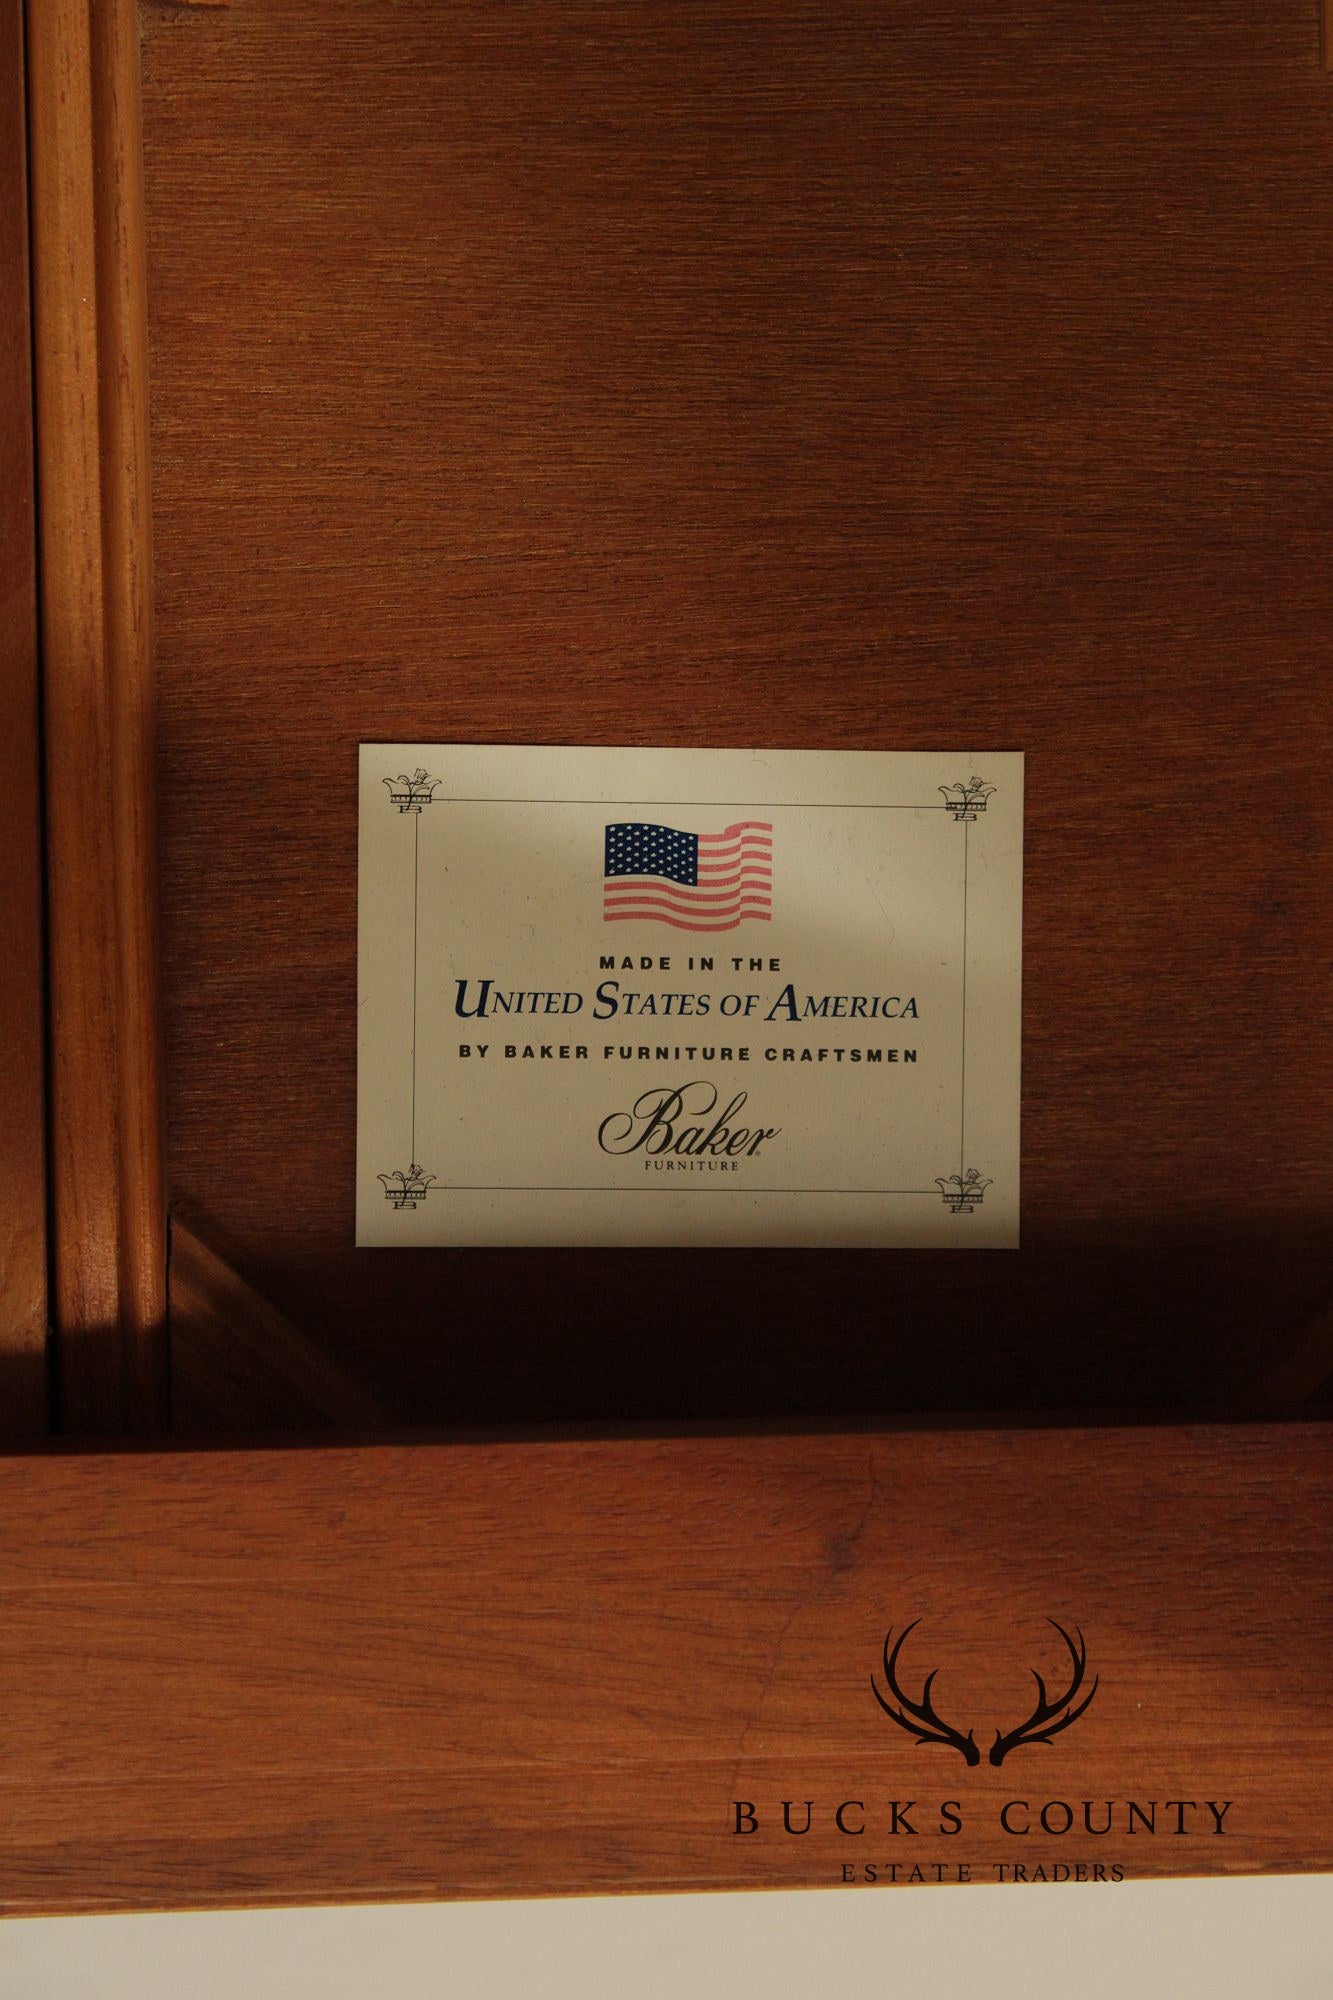 MADE IN THE
UNITED STATES OF AMERICA
BY BAKER FURNITURE CRAFTSMEN
Baker
FURNITURE
BUCKS COUNTY
ESTATE TRADERS